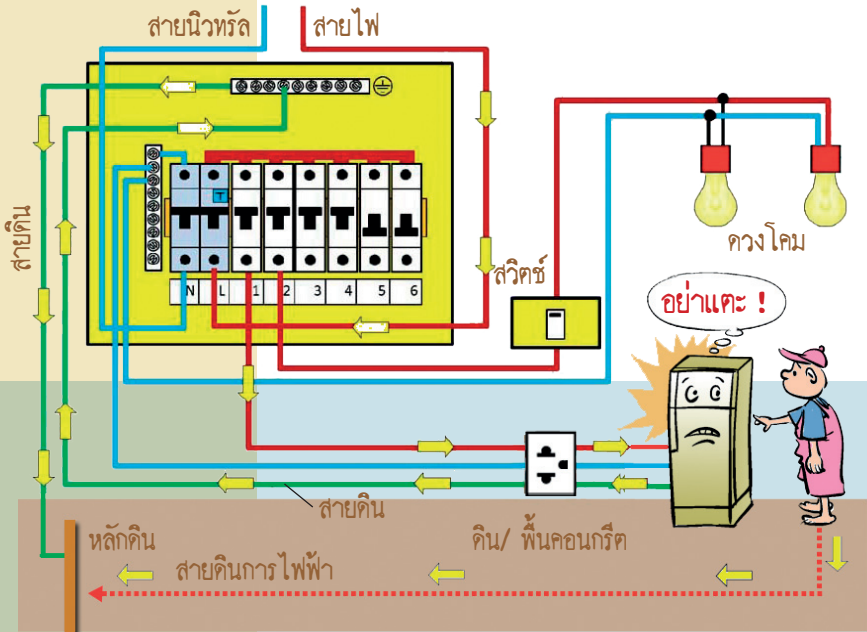 สายนิวทรัล
สายไฟ
สายดิน
N L 1 2 3 4 5 6
T
สวิตช์
ดวงโคม
อย่าแตะ !
สายดิน
หลักดิน
ดิน/ พื้นคอนกรีต
สายดินการไฟฟ้า